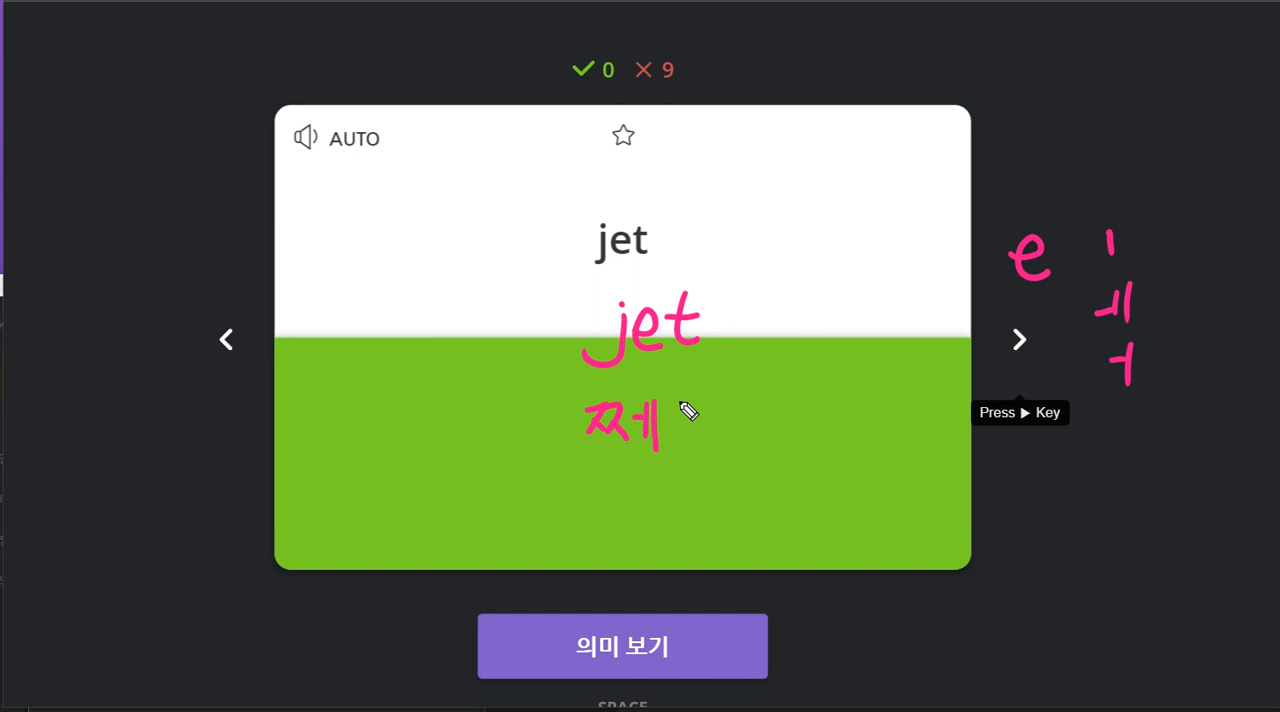 0 9
AUTO
jet
jet
쩨
e ㅣ
ㅔ
ㅓ
Press ▶ Key
의미 보기
SPACE